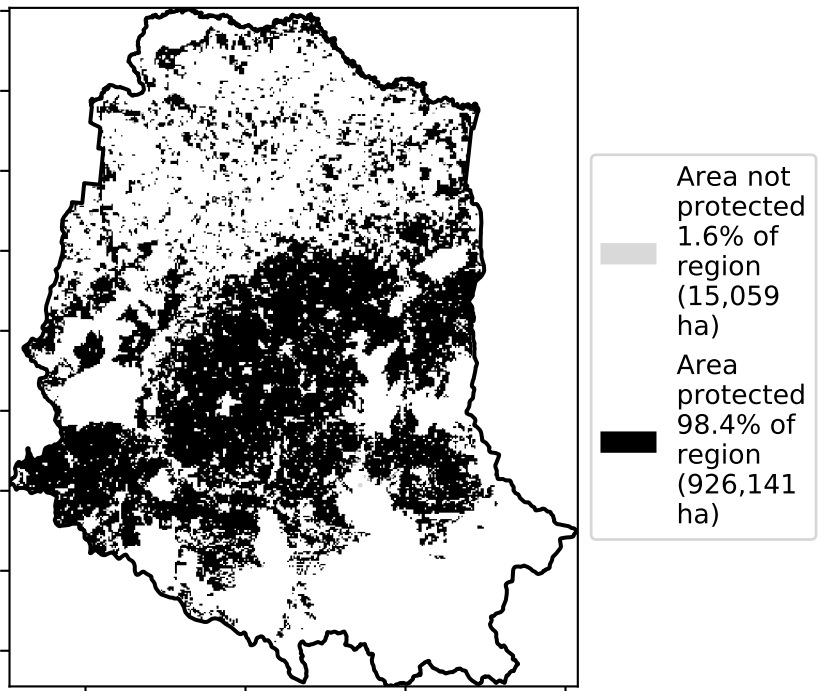 Area not
protected
1.6% of
region
(15,059
ha)
Area
protected
98.4% of
region
(926,141
ha)